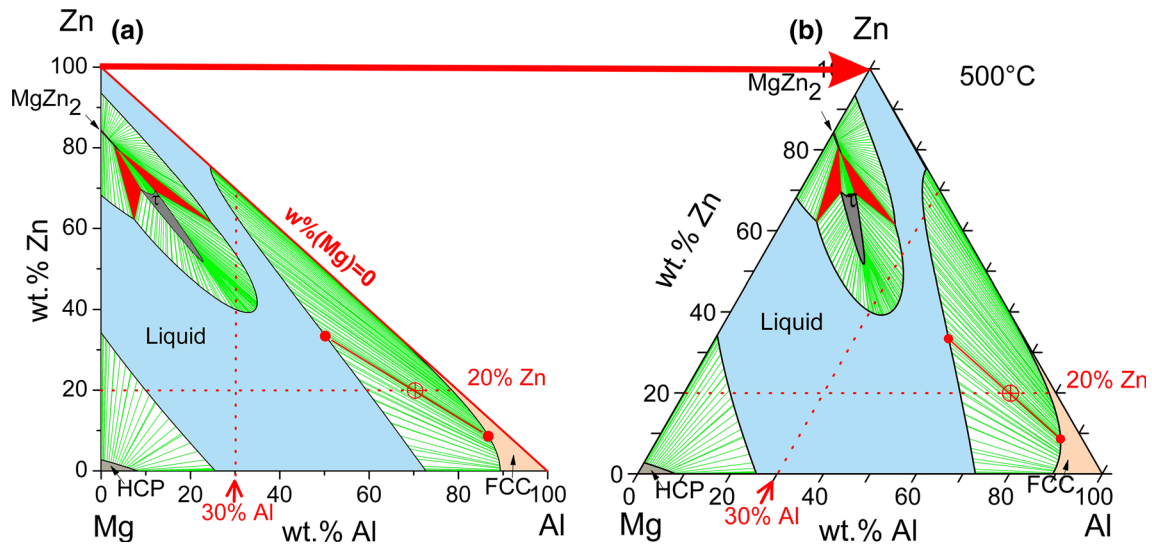 Zn
(a)
100
MgZn2
80
60
40
20
0
wt.% Zn
τ
w%(Mg)=0
Liquid
20% Zn
HCP
FCC
0
20
40
60
80
100
30% Al
Mg
wt.% Al
Al
(b)
Zn
500°C
MgZn2
80
60
40
20
0
wt.% Zn
τ
Liquid
20% Zn
HCP
FCC
0
20
40
60
80
100
30% Al
Mg
wt.% Al
Al